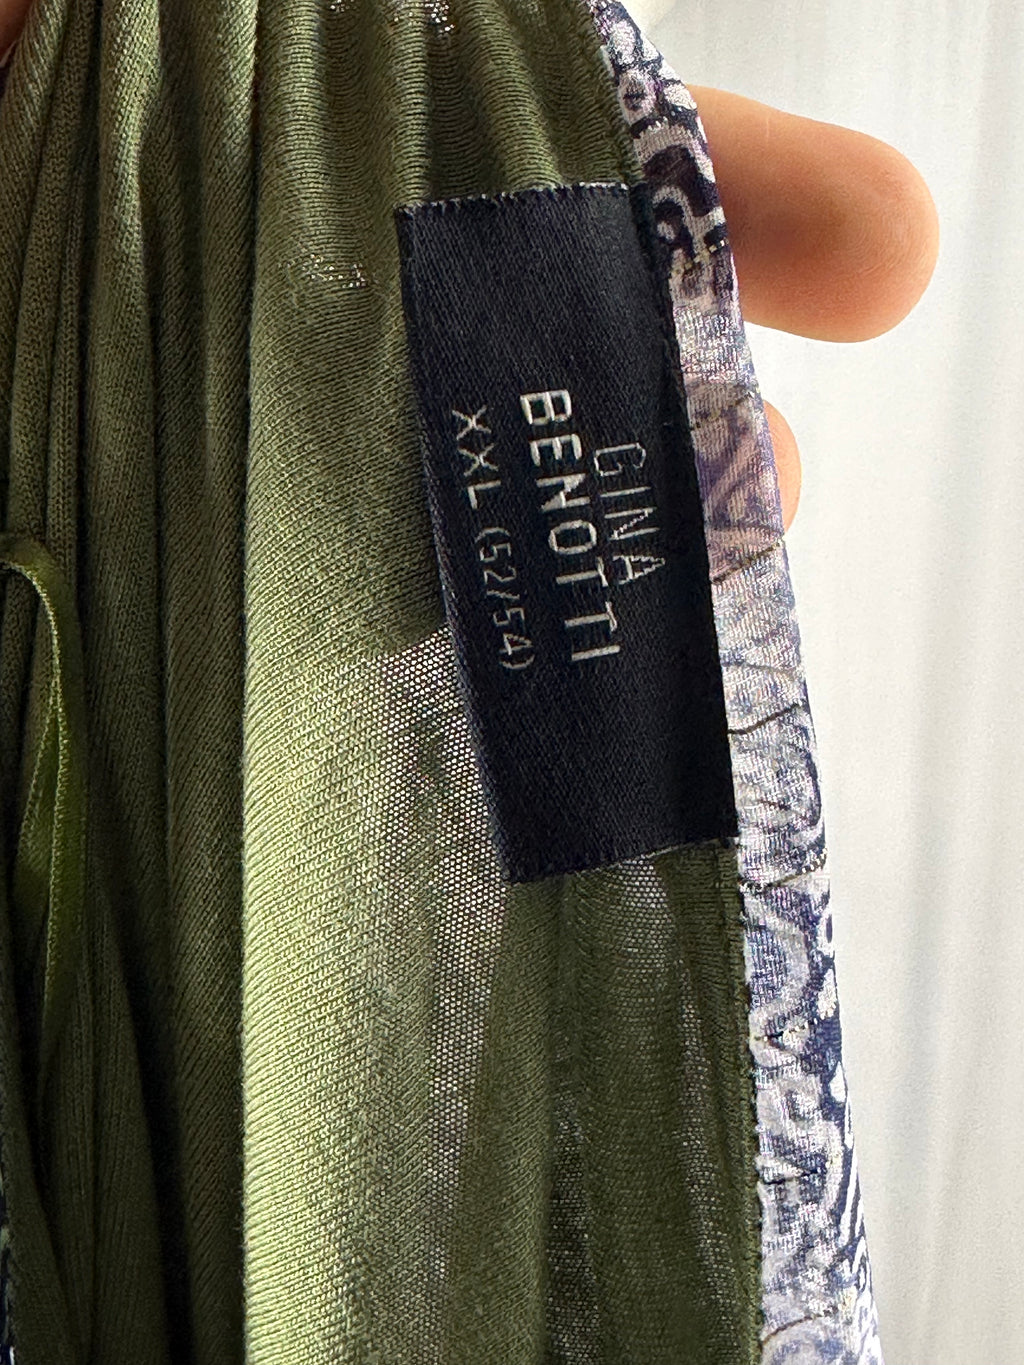 GINA
BENOTTI
XXL (52/54)